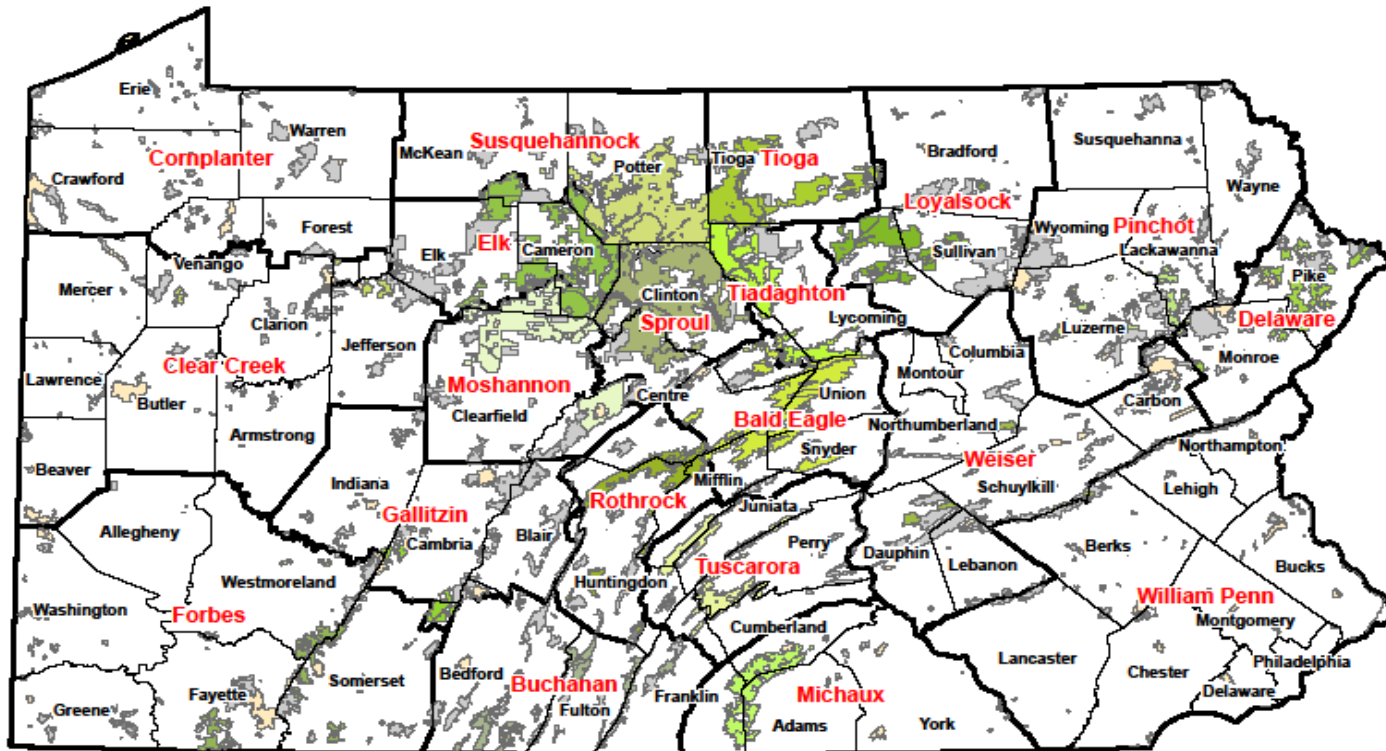 Erie
Warren
McKean
Susquehannock
Potter
Tioga
Tioga
Bradford
Susquehanna
Wayne
Cornplanter
Crawford
Forest
Elk
Elk
Cameron
Loyalsock
Sullivan
Wyoming
Pinchot
Lackawanna
Pike
Venango
Mercer
Clarion
Clinton
Tiadaghton
Sproul
Lycoming
Luzerne
Delaware
Monroe
Jefferson
Clear Creek
Lawrence
Butler
Moshannon
Clearfield
Centre
Columbia
Montour
Union
Carbon
Armstrong
Bald Eagle
Northumberland
Snyder
Weiser
Northampton
Beaver
Indiana
Mifflin
Rothrock
Schuylkill
Lehigh
Gallitzin
Juniata
Allegheny
Cambria
Blair
Perry
Dauphin
Berks
Bucks
Westmoreland
Huntingdon
Tuscarora
Lebanon
Washington
Forbes
William Penn
Montgomery
Cumberland
Lancaster
Philadelphia
Somerset
Bedford
Buchanan
Franklin
Michaux
Chester
Delaware
Greene
Fayette
Fulton
Adams
York